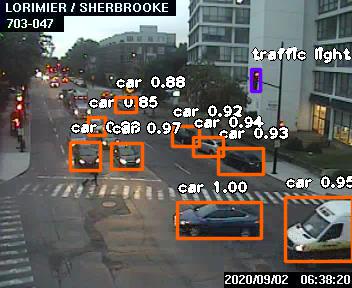 LORIMIER / SHERBROOKE
703-047
traffic light
car 0.88
car 0.85
car 0.92
car 0.94
car 0.97
car 0.93
car 1.00
car 0.95
2020/09/02 06:38:20